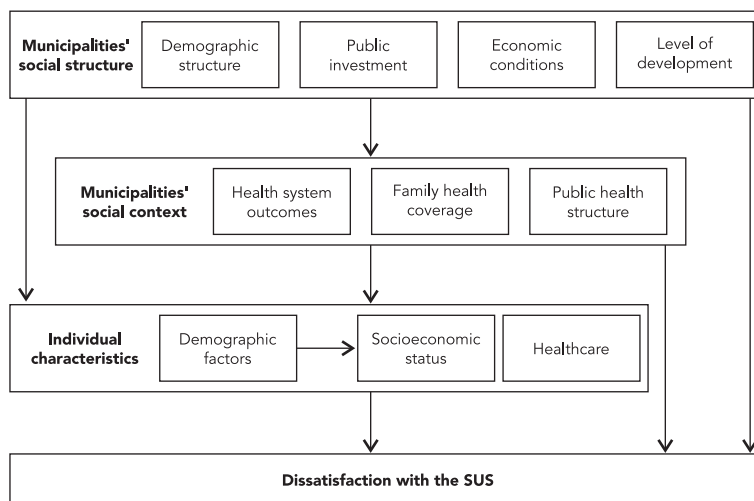 Municipalities'
social structure
Demographic
structure
Public
investment
Economic
conditions
Level of
development
Municipalities'
social context
Health system
outcomes
Family health
coverage
Public health
structure
Individual
characteristics
Demographic
factors
Socioeconomic
status
Healthcare
Dissatisfaction with the SUS